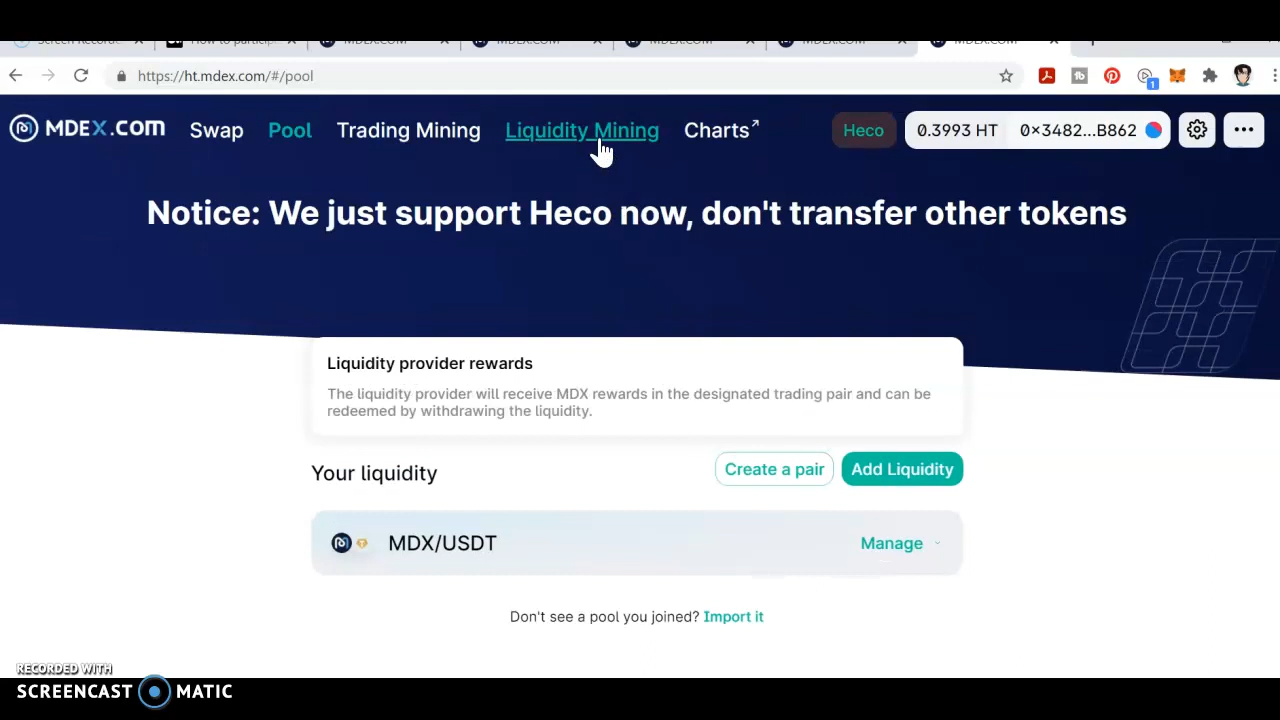 https://ht.mdex.com/#/pool
1
MDEX.COM Swap Pool Trading Mining Liquidity Mining Charts↗ Heco 0.3993 HT 0×3482...B862
Notice: We just support Heco now, don't transfer other tokens
Liquidity provider rewards
The liquidity provider will receive MDX rewards in the designated trading pair and can be
redeemed by withdrawing the liquidity.
Your liquidity Create a pair Add Liquidity
MDX/USDT Manage
Don't see a pool you joined? Import it
RECORDED WITH
SCREENCAST MATIC